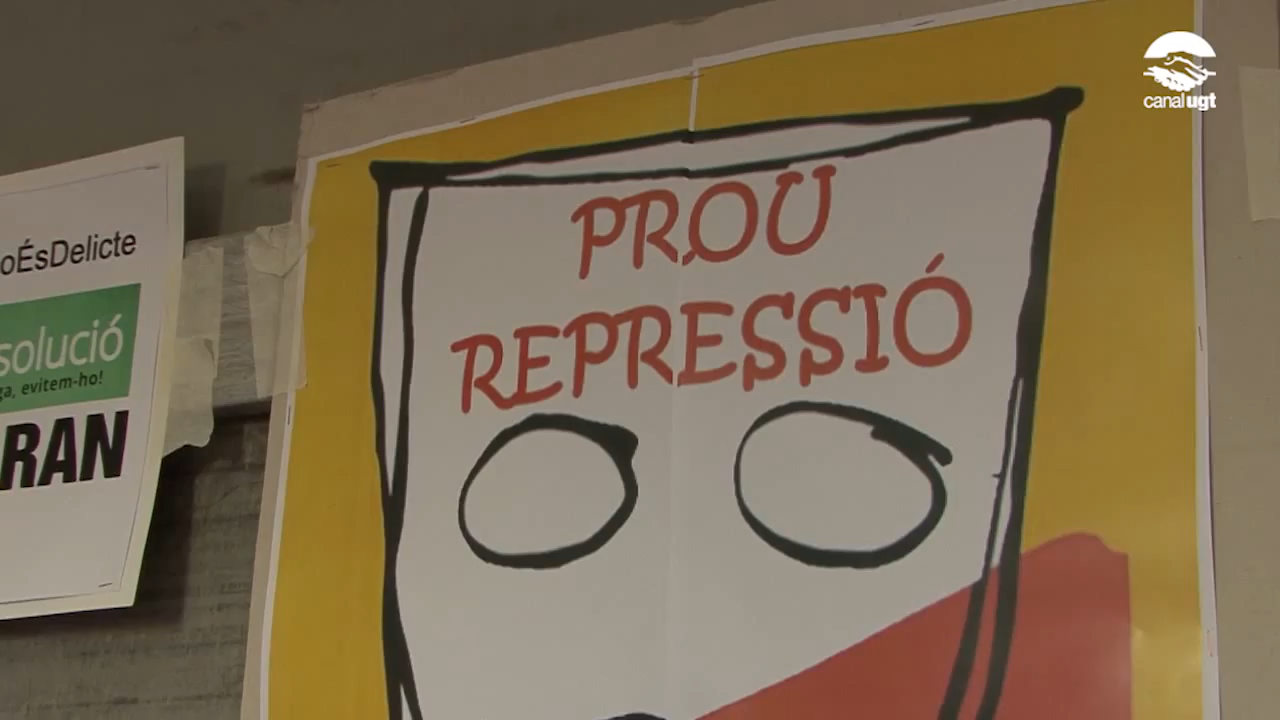 canalugt
PROU
REPRESSIÓ
oÉsDelicte
solució
ga, evitem-ho!
RAN